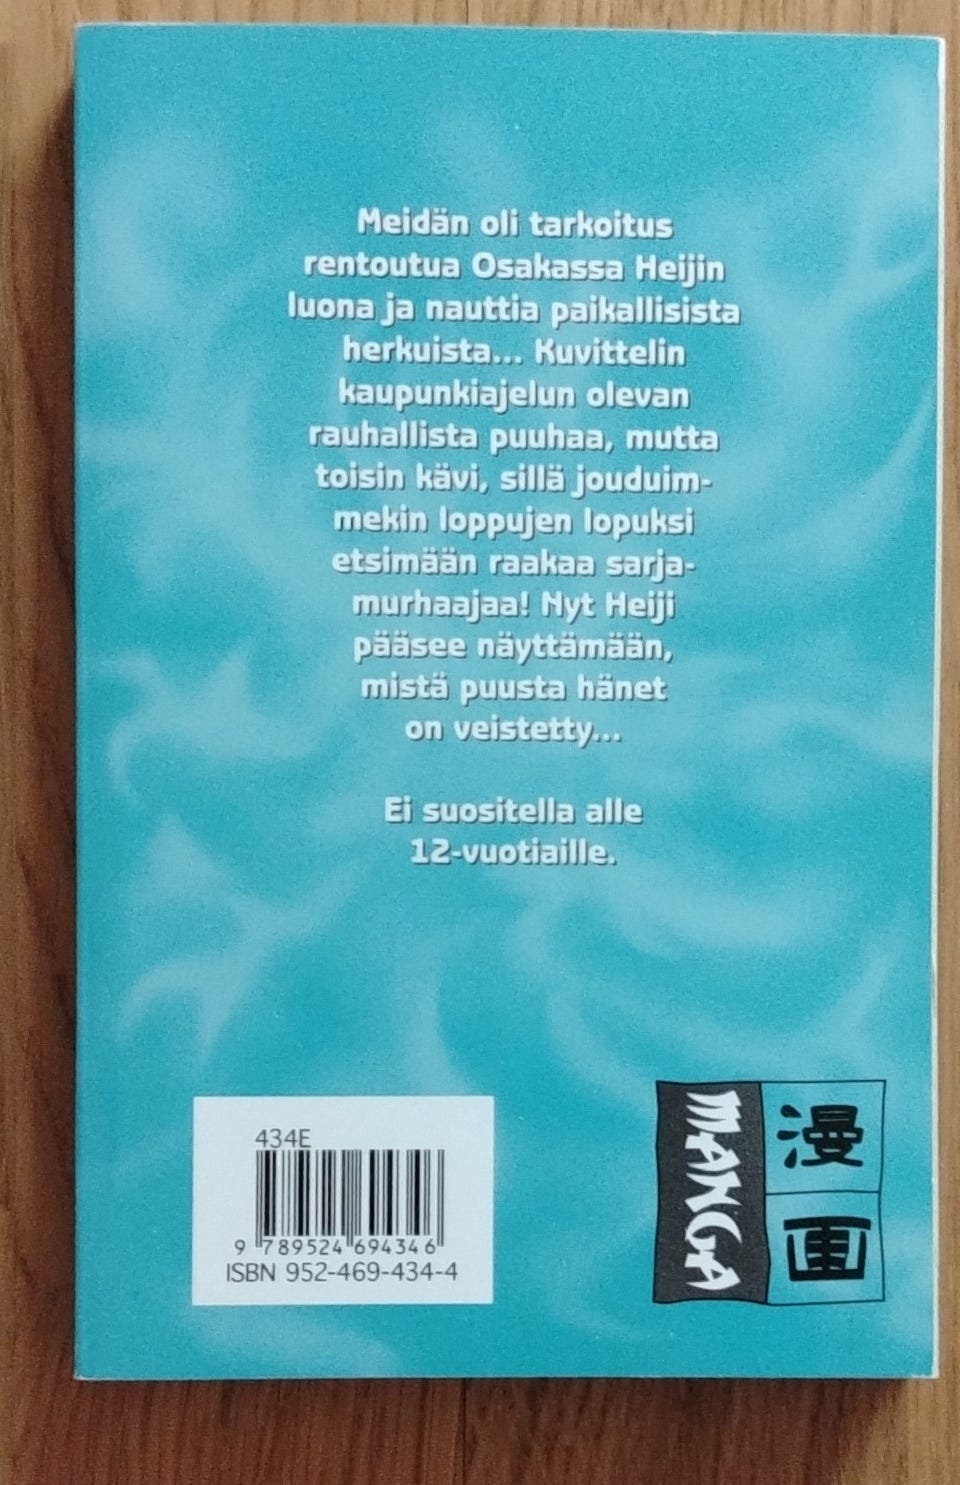 Meidän oli tarkoitus
rentoutua Osakassa Heijin
luona ja nauttia paikallisista
herkuista... Kuvittelin
kaupunkiajelun olevan
rauhallista puuhaa, mutta
toisin kävi, sillä jouduim-
mekin loppujen lopuksi
etsimään raakaa sarja-
murhaajaa! Nyt Heiji
pääsee näyttämään,
mistä puusta hänet
on veistetty...
Ei suositella alle
12-vuotiaille.
434E
9 789524 694346
ISBN 952-469-434-4
MANGA
漫
画